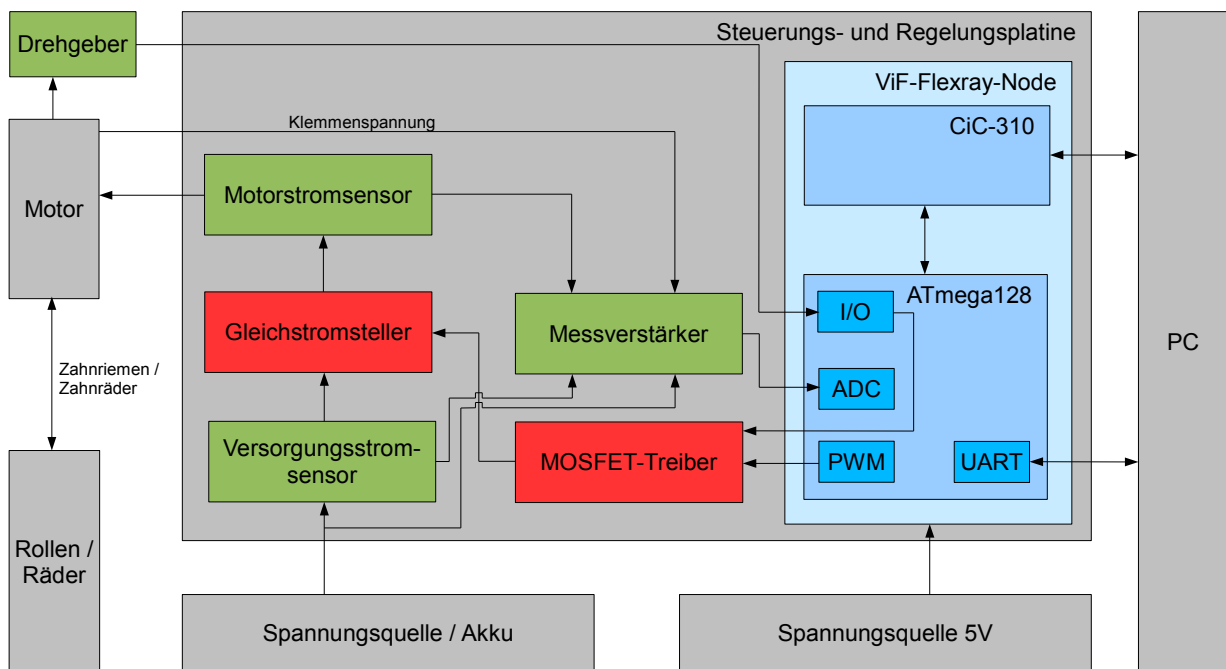 Drehgeber
Steuerungs- und Regelungsplatine
ViF-Flexray-Node
CiC-310
Klemmenspannung
Motorstromsensor
Motor
ATmega128
I/O
Gleichstromsteller
Messverstärker
PC
Zahnriemen /
Zahnräder
ADC
Versorgungsstrom-
sensor
MOSFET-Treiber
PWM
UART
Rollen /
Räder
Spannungsquelle / Akku
Spannungsquelle 5V